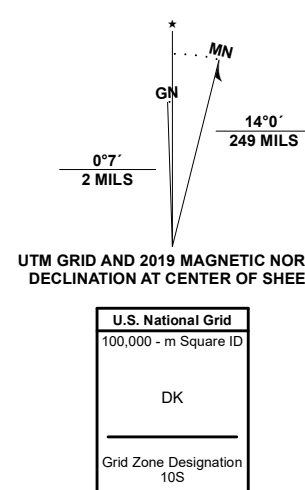 ★
MN
GN
14°0´
249 MILS
0°7´
2 MILS
UTM GRID AND 2019 MAGNETIC NOR
DECLINATION AT CENTER OF SHEE
U.S. National Grid
100,000 - m Square ID
DK
Grid Zone Designation
10S